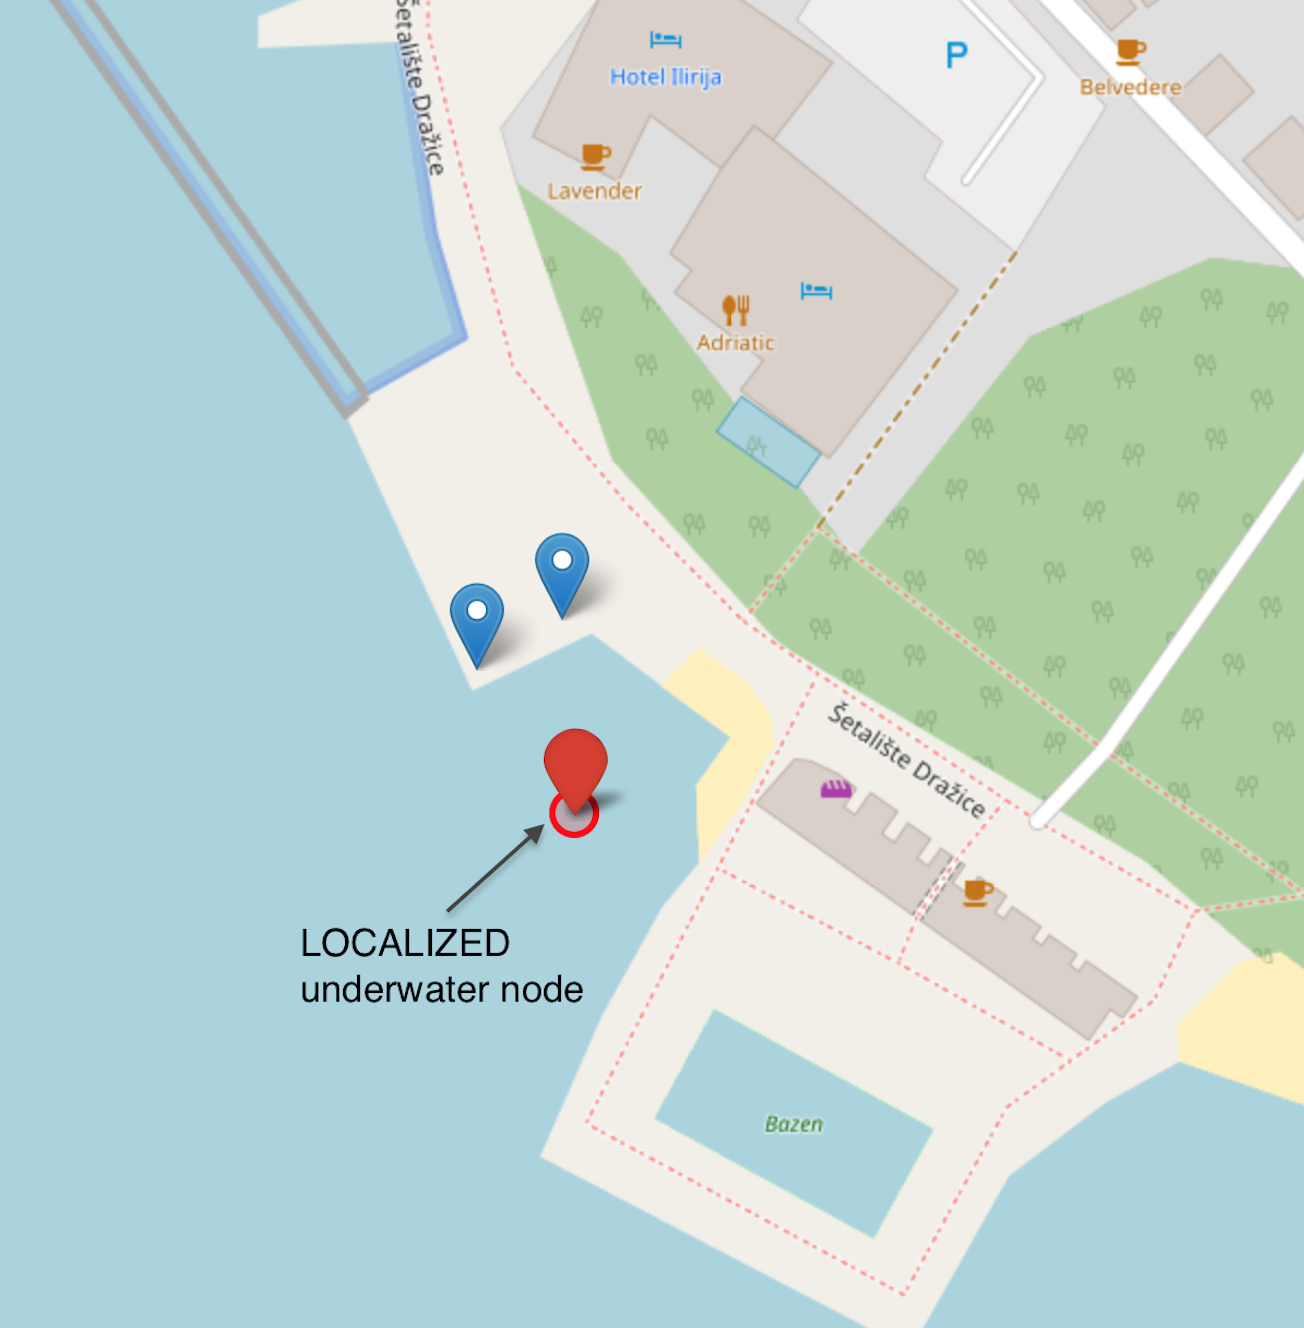 Šetalište Dražice
Hotel Ilirija
P
Belvedere
Lavender
Adriatic
Šetalište Dražice
LOCALIZED
underwater node
Bazen